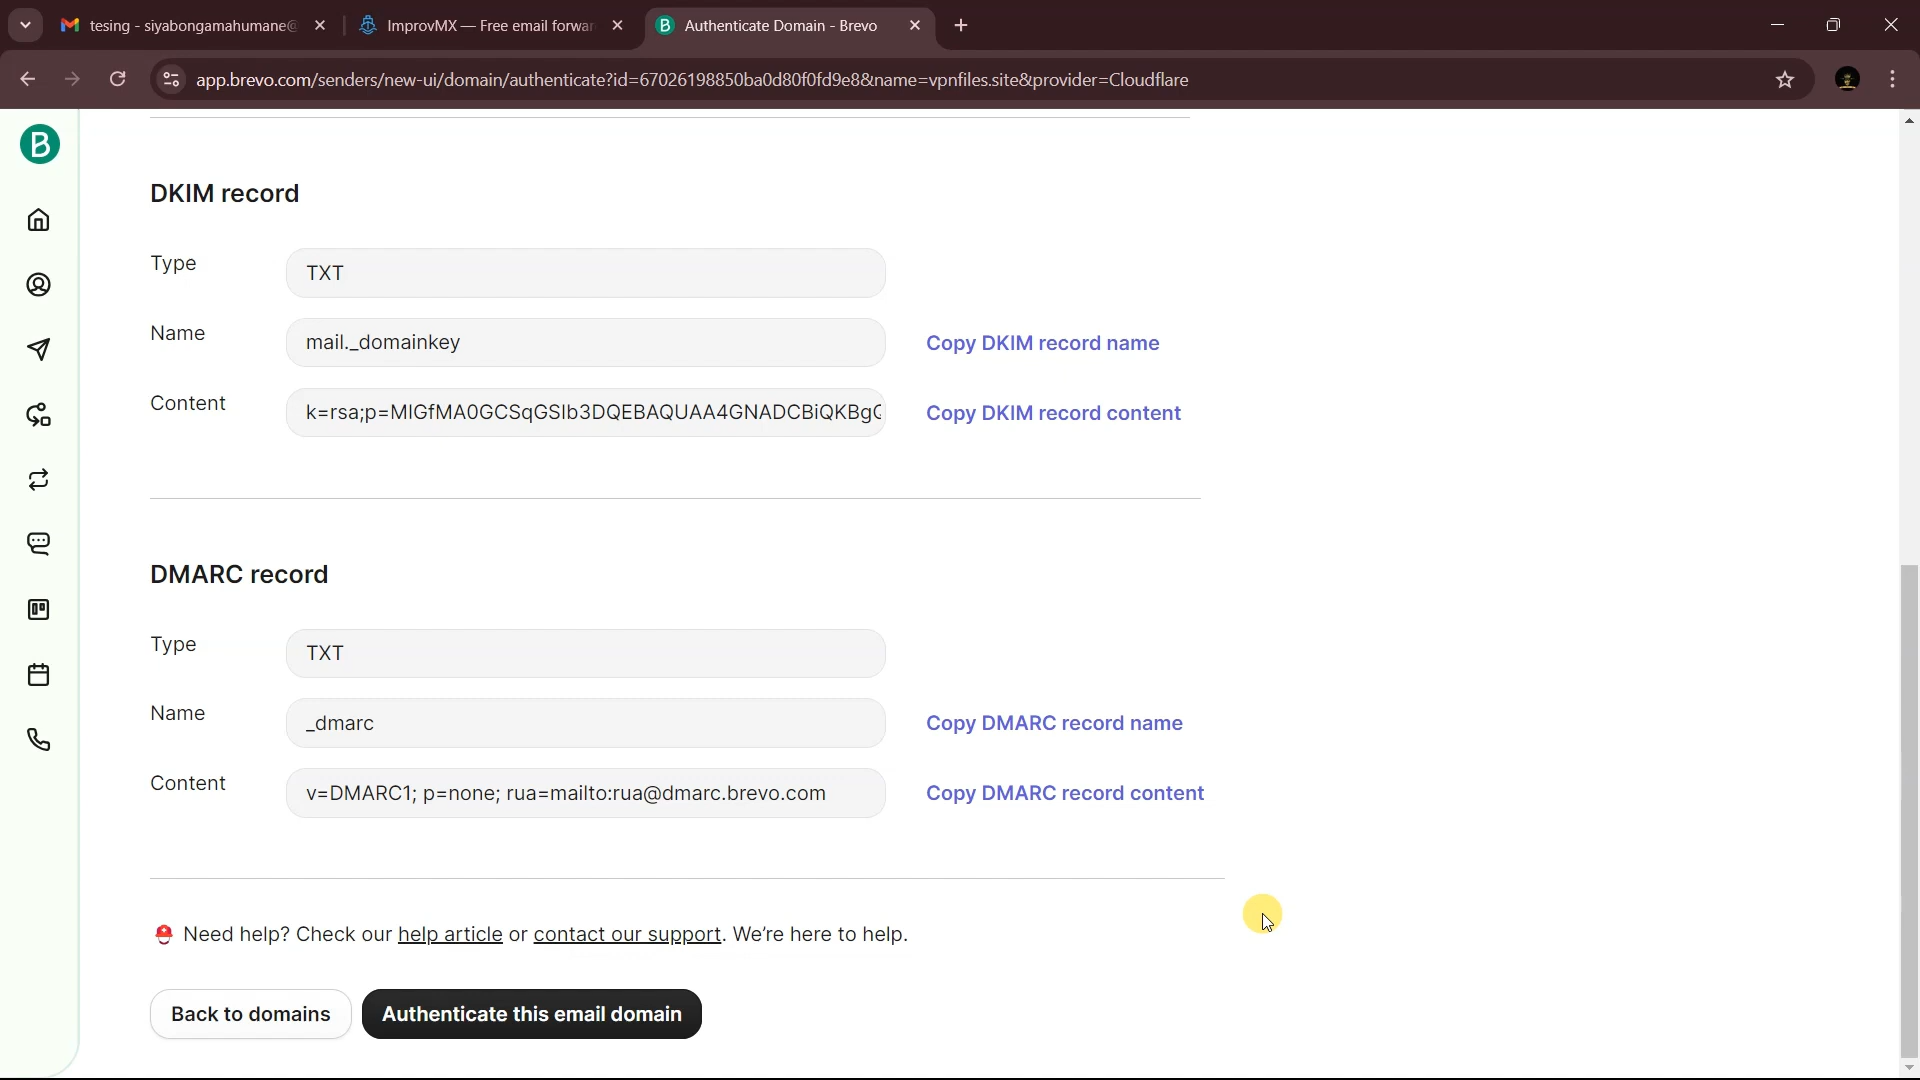 tesing - siyabongamahumane@
ImprovMX — Free email forwar
Authenticate Domain - Brevo
app.brevo.com/senders/new-ui/domain/authenticate?id=67026198850ba0d80f0fd9e8&name=vpnfiles.site&provider=Cloudflare
B
DKIM record
Type
TXT
Name
mail._domainkey
Copy DKIM record name
Content
k=rsa;p=MIGfMA0GCSqGSIb3DQEBAQUAA4GNADCBiQKBgQ
Copy DKIM record content
DMARC record
Type
TXT
Name
_dmarc
Copy DMARC record name
Content
v=DMARC1; p=none; rua=mailto:rua@dmarc.brevo.com
Copy DMARC record content
Need help? Check our help article or contact our support. We're here to help.
Back to domains
Authenticate this email domain